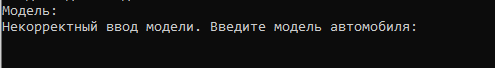 Модель:
Некорректный ввод модели. Введите модель автомобиля: